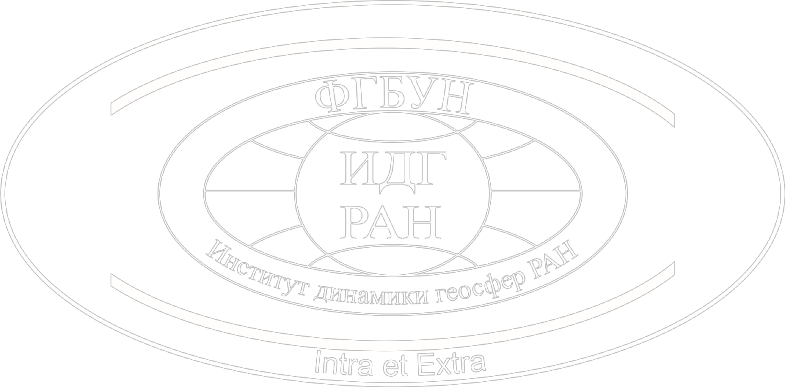 ФГБУН
ИДГ
РАН
Институт динамики геосфер РАН
Intra et Extra